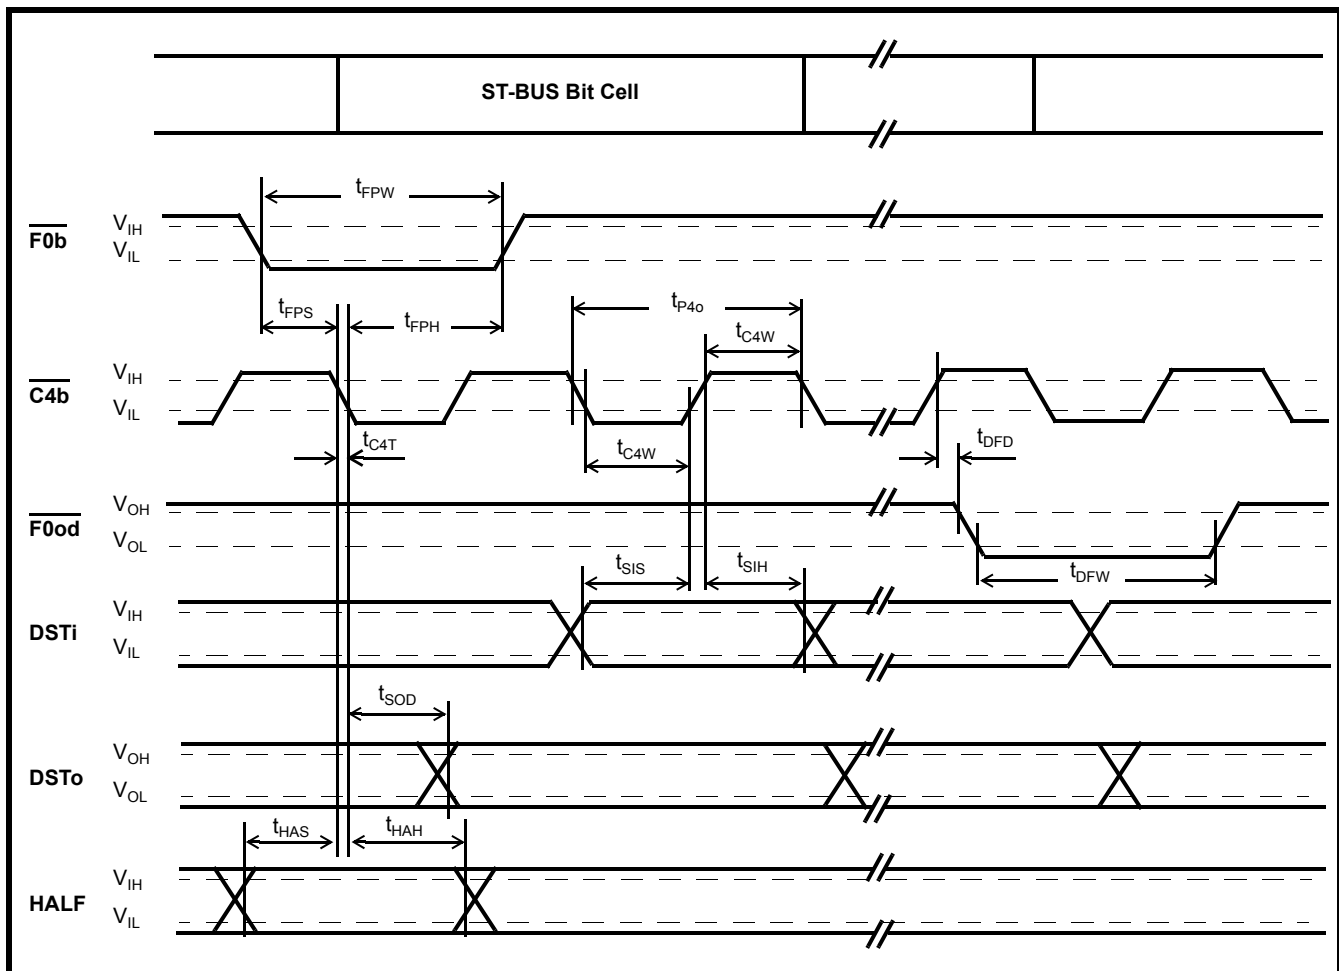 ST-BUS Bit Cell
tFPW
F0b
VIH
VIL
tFPS
tFPH
tP4o
tC4W
C4b
VIH
VIL
tC4T
tC4W
tDFD
F0od
VOH
VOL
tSIS
tSIH
tDFW
DSTi
VIH
VIL
tSOD
DSTo
VOH
VOL
tHAS
tHAH
HALF
VIH
VIL